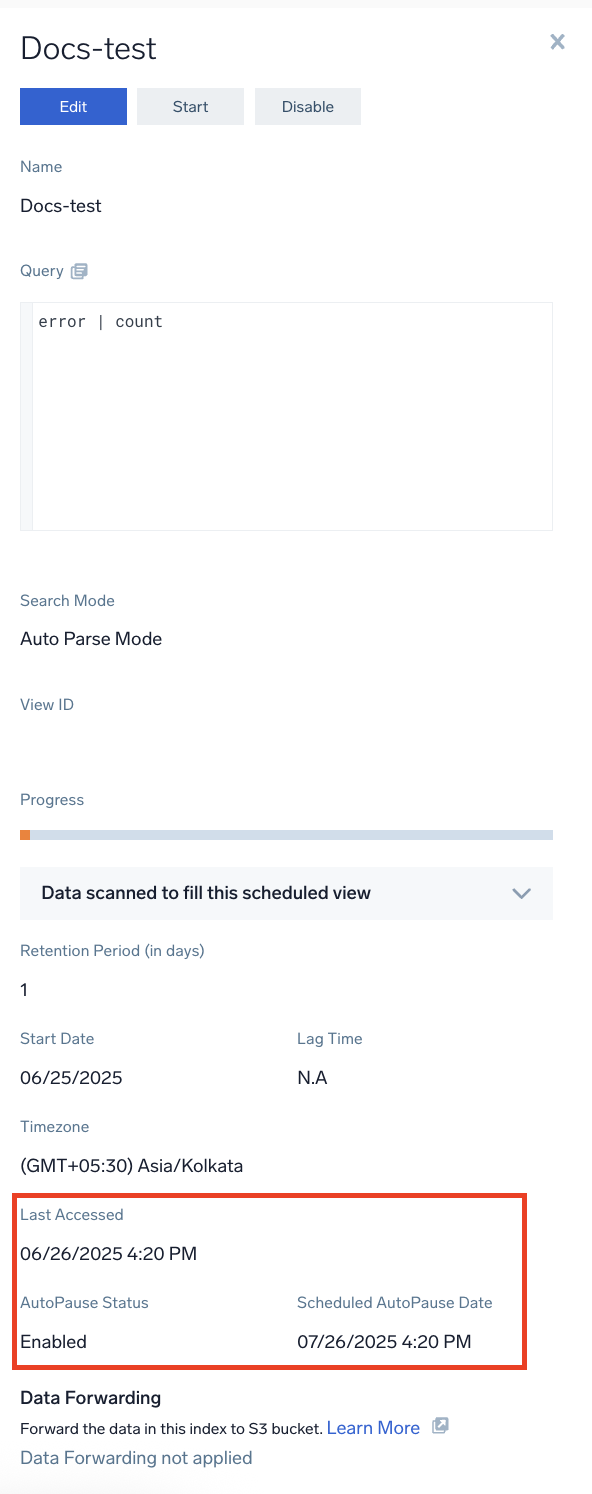 Docs-test
Edit Start Disable
Name
Docs-test
Query
error | count
Search Mode
Auto Parse Mode
View ID
Progress
Data scanned to fill this scheduled view
Retention Period (in days)
1
Start Date Lag Time
06/25/2025 N.A
Timezone
(GMT+05:30) Asia/Kolkata
Last Accessed
06/26/2025 4:20 PM
AutoPause Status Scheduled AutoPause Date
Enabled 07/26/2025 4:20 PM
Data Forwarding
Forward the data in this index to S3 bucket. Learn More
Data Forwarding not applied